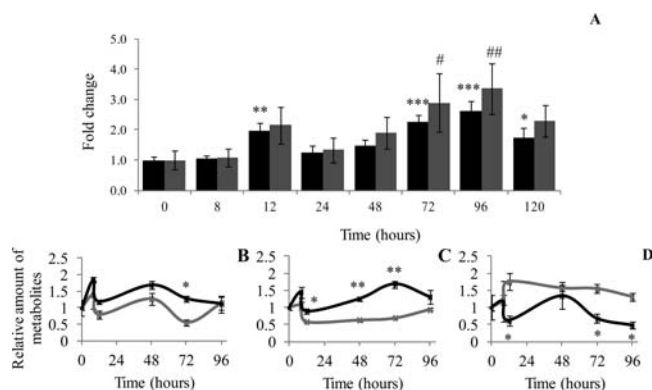 A
Fold change
5.0
4.0
3.0
2.0
1.0
0.0
**
***
#
***
##
*
0 8 12 24 48 72 96 120
Time (hours)
Relative amount of metabolites
B
2.5
2
1.5
1
0.5
0
*
0 24 48 72 96
Time (hours)
C
2.5
2
1.5
1
0.5
0
*
**
**
0 24 48 72 96
Time (hours)
D
2.5
2
1.5
1
0.5
0
*
*
*
0 24 48 72 96
Time (hours)